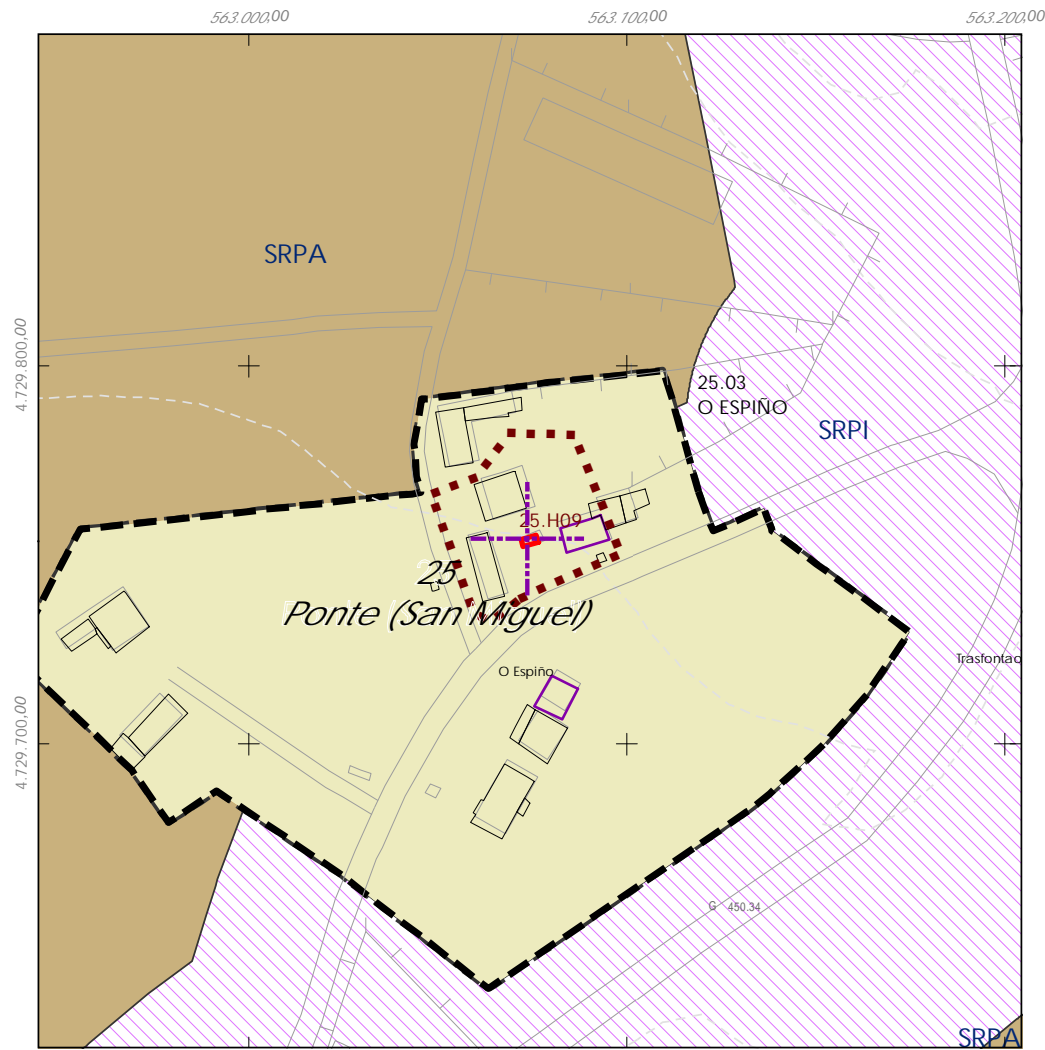 563.000,00
563.100,00
563.200,00
SRPA
4.729.800,00
25.03
O ESPIÑO
SRPI
25.H09
25
Ponte (San Miguel)
O Espiño
Trasfontao
4.729.700,00
G 450.34
SRPA